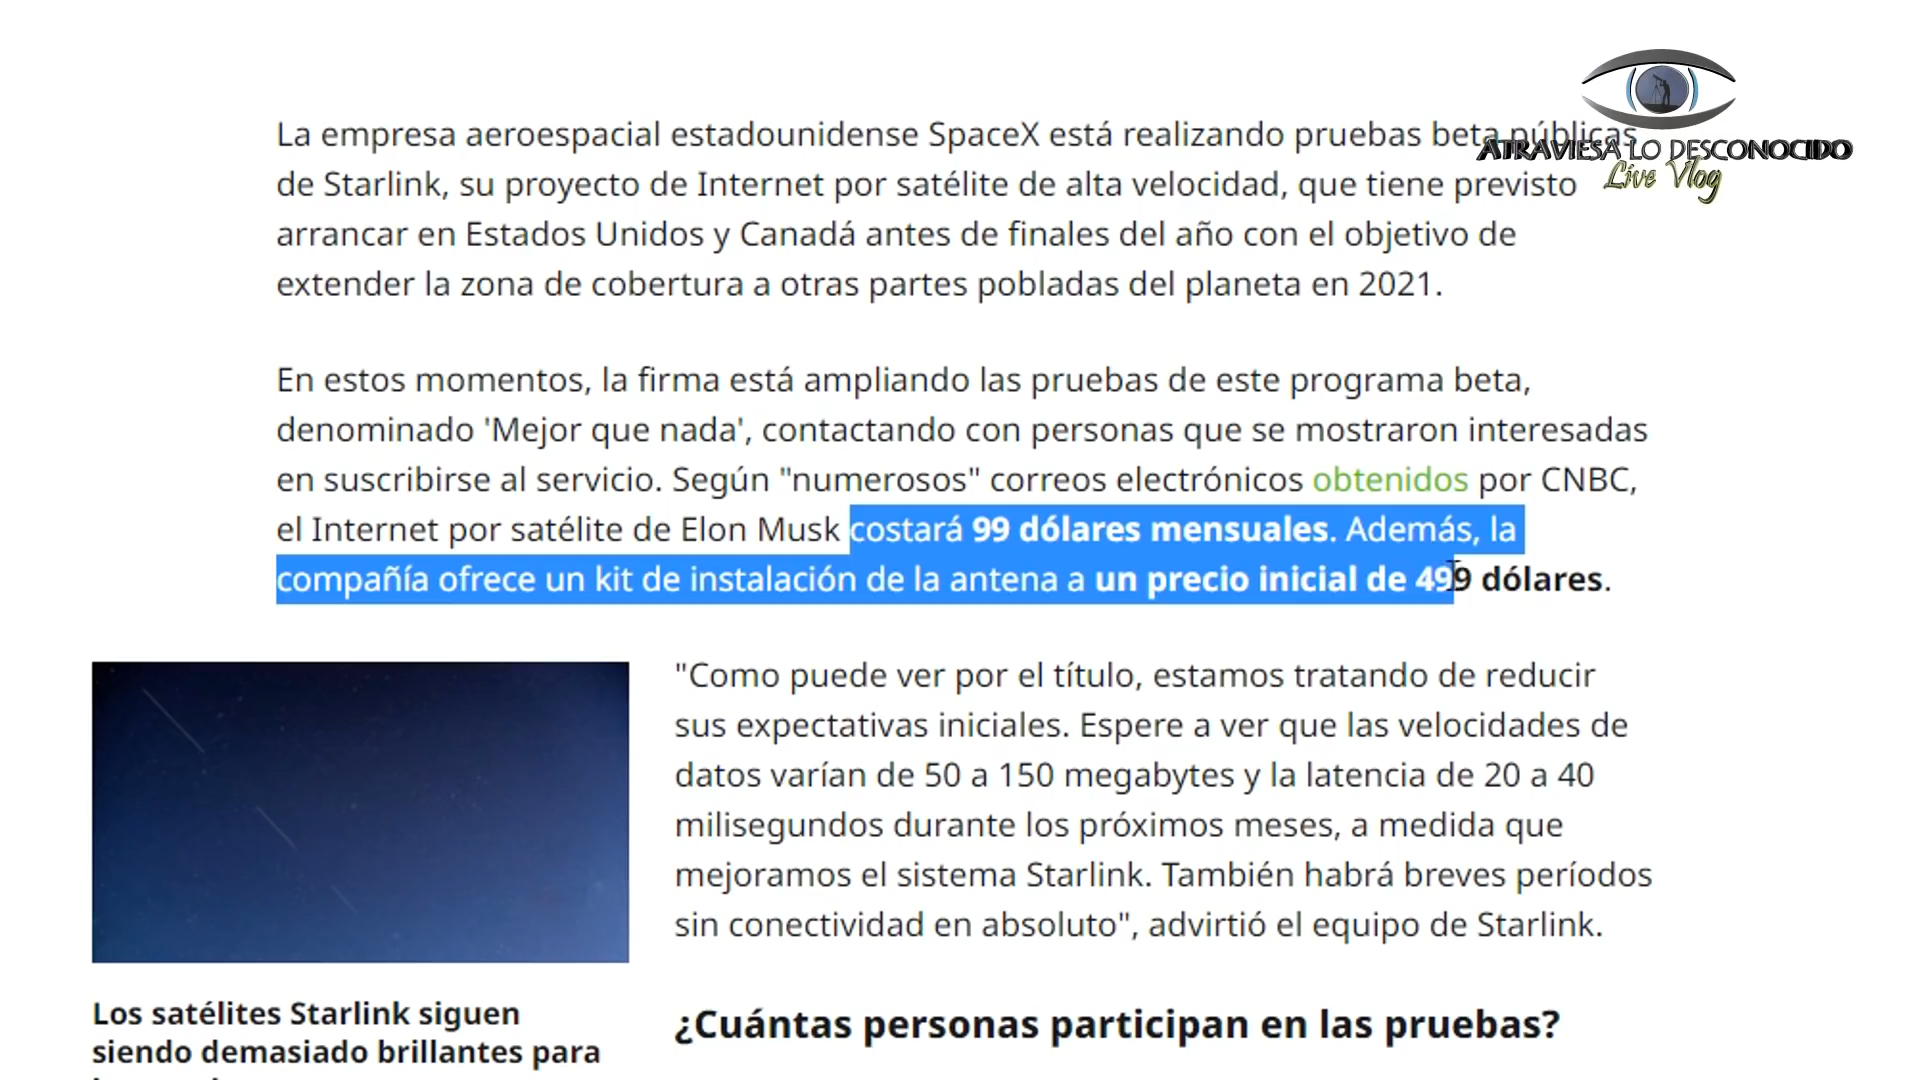 La empresa aeroespacial estadounidense SpaceX está realizando pruebas beta públicas
de Starlink, su proyecto de Internet por satélite de alta velocidad, que tiene previsto
arrancar en Estados Unidos y Canadá antes de finales del año con el objetivo de
extender la zona de cobertura a otras partes pobladas del planeta en 2021.
ATRAVIESA LO DESCONOCIDO
Live Vlog
En estos momentos, la firma está ampliando las pruebas de este programa beta,
denominado 'Mejor que nada', contactando con personas que se mostraron interesadas
en suscribirse al servicio. Según "numerosos" correos electrónicos obtenidos por CNBC,
el Internet por satélite de Elon Musk costará 99 dólares mensuales. Además, la
compañía ofrece un kit de instalación de la antena a un precio inicial de 499 dólares.
"Como puede ver por el título, estamos tratando de reducir
sus expectativas iniciales. Espere a ver que las velocidades de
datos varían de 50 a 150 megabytes y la latencia de 20 a 40
milisegundos durante los próximos meses, a medida que
mejoramos el sistema Starlink. También habrá breves períodos
sin conectividad en absoluto", advirtió el equipo de Starlink.
Los satélites Starlink siguen
siendo demasiado brillantes para
¿Cuántas personas participan en las pruebas?